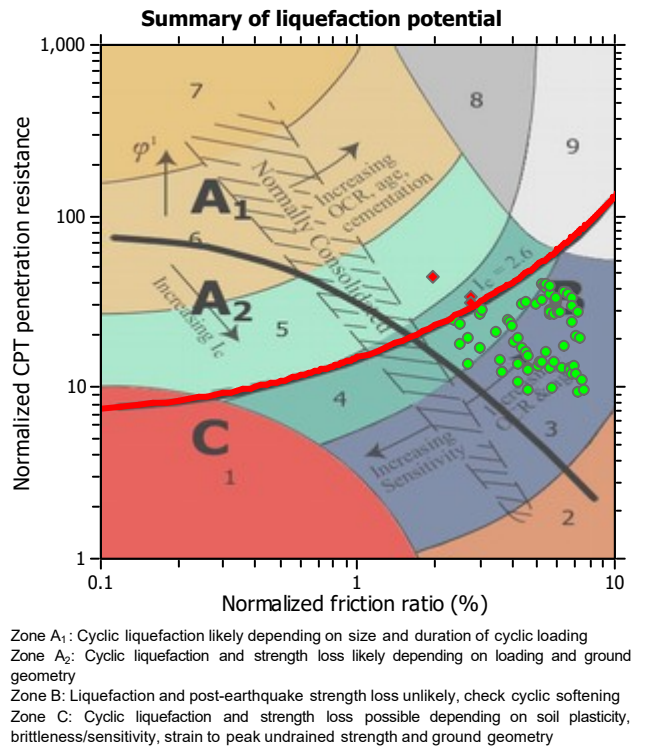 Summary of liquefaction potential
Normalized CPT penetration resistance
1,000
100
10
1
0.1
1
10
Normalized friction ratio (%)
7
8
9
φ'
A1
6
A2
5
4
C
1
3
2
B
Increasing
OCR, age,
cementation
Normally Consolidated
Increasing Ic
Ic = 2.6
Increasing
Sensitivity
Increasing
OCR & age
Zone A1: Cyclic liquefaction likely depending on size and duration of cyclic loading
Zone A2: Cyclic liquefaction and strength loss likely depending on loading and ground
geometry
Zone B: Liquefaction and post-earthquake strength loss unlikely, check cyclic softening
Zone C: Cyclic liquefaction and strength loss possible depending on soil plasticity,
brittleness/sensitivity, strain to peak undrained strength and ground geometry